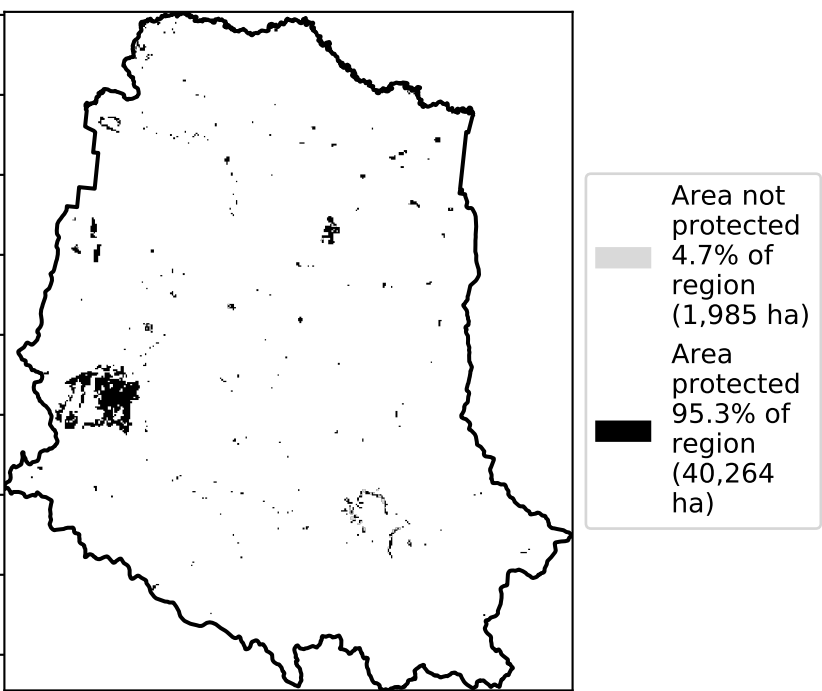 Area not
protected
4.7% of
region
(1,985 ha)
Area
protected
95.3% of
region
(40,264
ha)